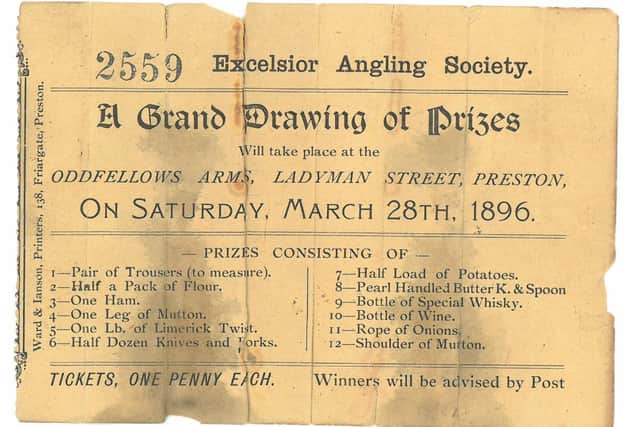 2559 Excelsior Angling Society.
A Grand Drawing of Prizes
Will take place at the
ODDFELLOWS ARMS, LADYMAN STREET, PRESTON,
ON SATURDAY, MARCH 28TH, 1896.
— PRIZES CONSISTING OF —
1—Pair of Trousers (to measure).
2—Half a Pack of Flour.
3—One Ham.
4—One Leg of Mutton.
5—One Lb. of Limerick Twist.
6—Half Dozen Knives and Forks.
7—Half Load of Potatoes.
8—Pearl Handled Butter K. & Spoon
9—Bottle of Special Whisky.
10—Bottle of Wine.
11—Rope of Onions.
12—Shoulder of Mutton.
TICKETS, ONE PENNY EACH. Winners will be advised by Post
Ward & Ianson, Printers, 138, Friargate, Preston.